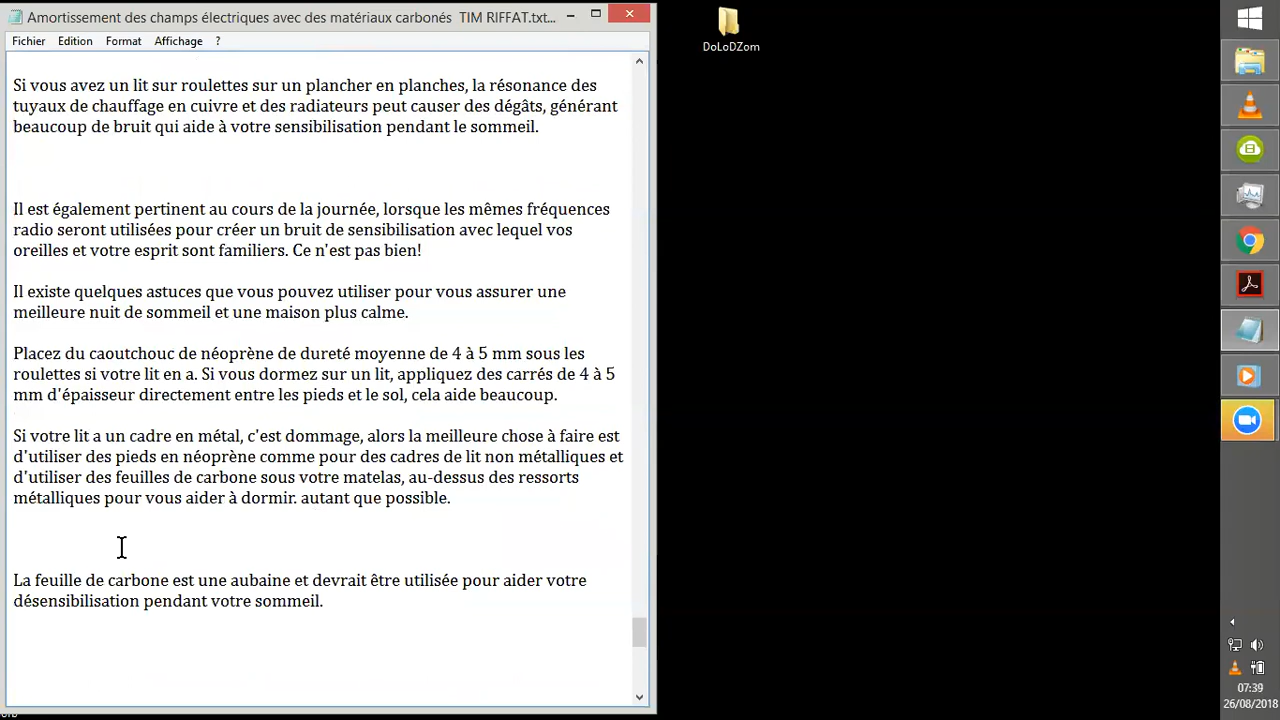 Amortissement des champs électriques avec des matériaux carbonés TIM RIFFAT.txt...
Fichier Edition Format Affichage ?
Si vous avez un lit sur roulettes sur un plancher en planches, la résonance des
tuyaux de chauffage en cuivre et des radiateurs peut causer des dégâts, générant
beaucoup de bruit qui aide à votre sensibilisation pendant le sommeil.
Il est également pertinent au cours de la journée, lorsque les mêmes fréquences
radio seront utilisées pour créer un bruit de sensibilisation avec lequel vos
oreilles et votre esprit sont familiers. Ce n'est pas bien!
Il existe quelques astuces que vous pouvez utiliser pour vous assurer une
meilleure nuit de sommeil et une maison plus calme.
Placez du caoutchouc de néoprène de dureté moyenne de 4 à 5 mm sous les
roulettes si votre lit en a. Si vous dormez sur un lit, appliquez des carrés de 4 à 5
mm d'épaisseur directement entre les pieds et le sol, cela aide beaucoup.
Si votre lit a un cadre en métal, c'est dommage, alors la meilleure chose à faire est
d'utiliser des pieds en néoprène comme pour des cadres de lit non métalliques et
d'utiliser des feuilles de carbone sous votre matelas, au-dessus des ressorts
métalliques pour vous aider à dormir. autant que possible.
La feuille de carbone est une aubaine et devrait être utilisée pour aider votre
désensibilisation pendant votre sommeil.
DoLoDZom
07:39
26/08/2018